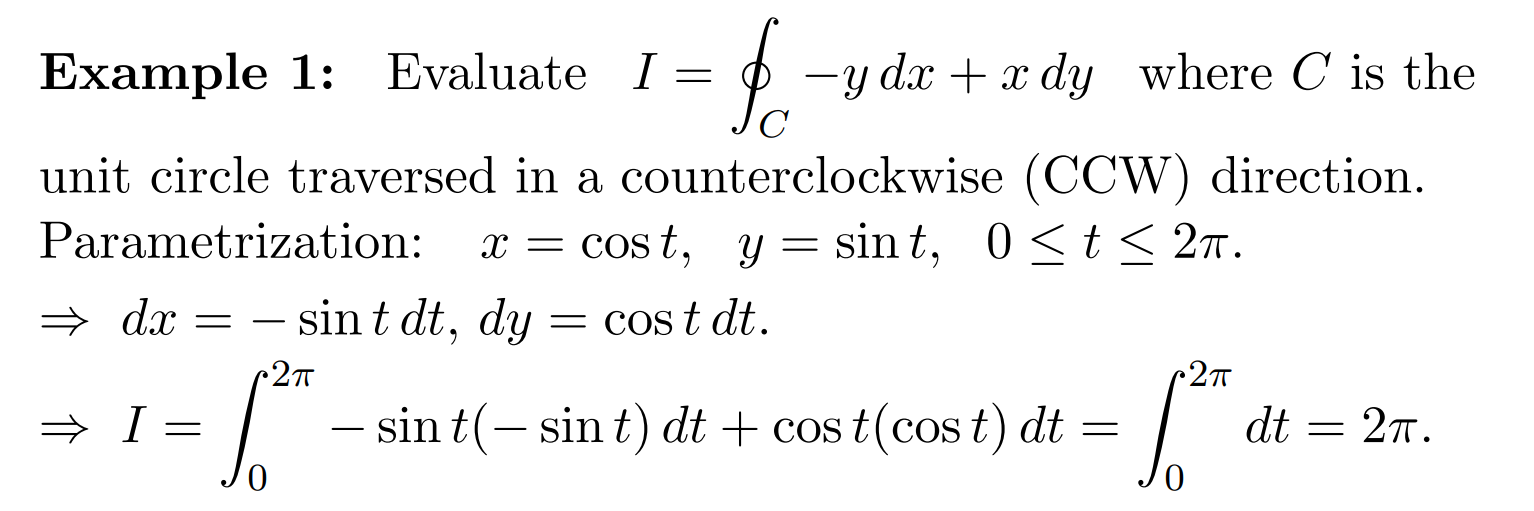 Example 1: Evaluate I = ∮_C −y dx + x dy where C is the
unit circle traversed in a counterclockwise (CCW) direction.
Parametrization: x = cos t, y = sin t, 0 ≤ t ≤ 2π.
⇒ dx = − sin t dt, dy = cos t dt.
⇒ I = ∫_0^{2π} − sin t(− sin t) dt + cos t(cos t) dt = ∫_0^{2π} dt = 2π.